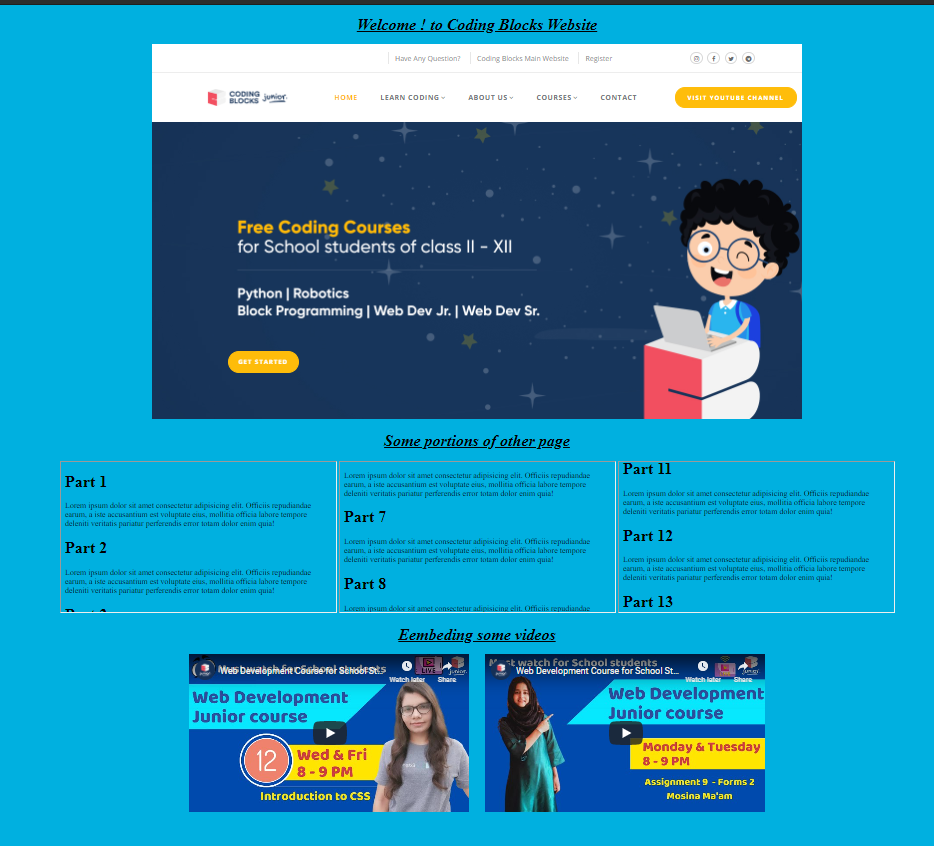 Welcome ! to Coding Blocks Website
Have Any Question?
Coding Blocks Main Website
Register
CODING
BLOCKS junior.
HOME
LEARN CODING
ABOUT US
COURSES
CONTACT
VISIT YOUTUBE CHANNEL
Free Coding Courses
for School students of class II - XII
Python | Robotics
Block Programming | Web Dev Jr. | Web Dev Sr.
GET STARTED
Some portions of other page
Part 1
Lorem ipsum dolor sit amet consectetur adipisicing elit. Officiis repudiandae
earum, a iste accusantium est voluptate eius, mollitia officia labore tempore
deleniti veritatis pariatur perferendis error totam dolor enim quia!
Part 2
Lorem ipsum dolor sit amet consectetur adipisicing elit. Officiis repudiandae
earum, a iste accusantium est voluptate eius, mollitia officia labore tempore
deleniti veritatis pariatur perferendis error totam dolor enim quia!
Lorem ipsum dolor sit amet consectetur adipisicing elit. Officiis repudiandae
earum, a iste accusantium est voluptate eius, mollitia officia labore tempore
deleniti veritatis pariatur perferendis error totam dolor enim quia!
Part 7
Lorem ipsum dolor sit amet consectetur adipisicing elit. Officiis repudiandae
earum, a iste accusantium est voluptate eius, mollitia officia labore tempore
deleniti veritatis pariatur perferendis error totam dolor enim quia!
Part 8
Lorem ipsum dolor sit amet consectetur adipisicing elit. Officiis repudiandae
Part 11
Lorem ipsum dolor sit amet consectetur adipisicing elit. Officiis repudiandae
earum, a iste accusantium est voluptate eius, mollitia officia labore tempore
deleniti veritatis pariatur perferendis error totam dolor enim quia!
Part 12
Lorem ipsum dolor sit amet consectetur adipisicing elit. Officiis repudiandae
earum, a iste accusantium est voluptate eius, mollitia officia labore tempore
deleniti veritatis pariatur perferendis error totam dolor enim quia!
Part 13
Eembeding some videos
Must watch for School students
Web Development Course for School St...
LIVE
Watch later
Share
Web Development
Junior course
12
Wed & Fri
8 - 9 PM
Introduction to CSS
Must watch for School students
Web Development Course for School St...
Watch later
Share
Web Development
Junior course
Monday & Tuesday
8 - 9 PM
Assignment 9 - Forms 2
Mosina Ma'am